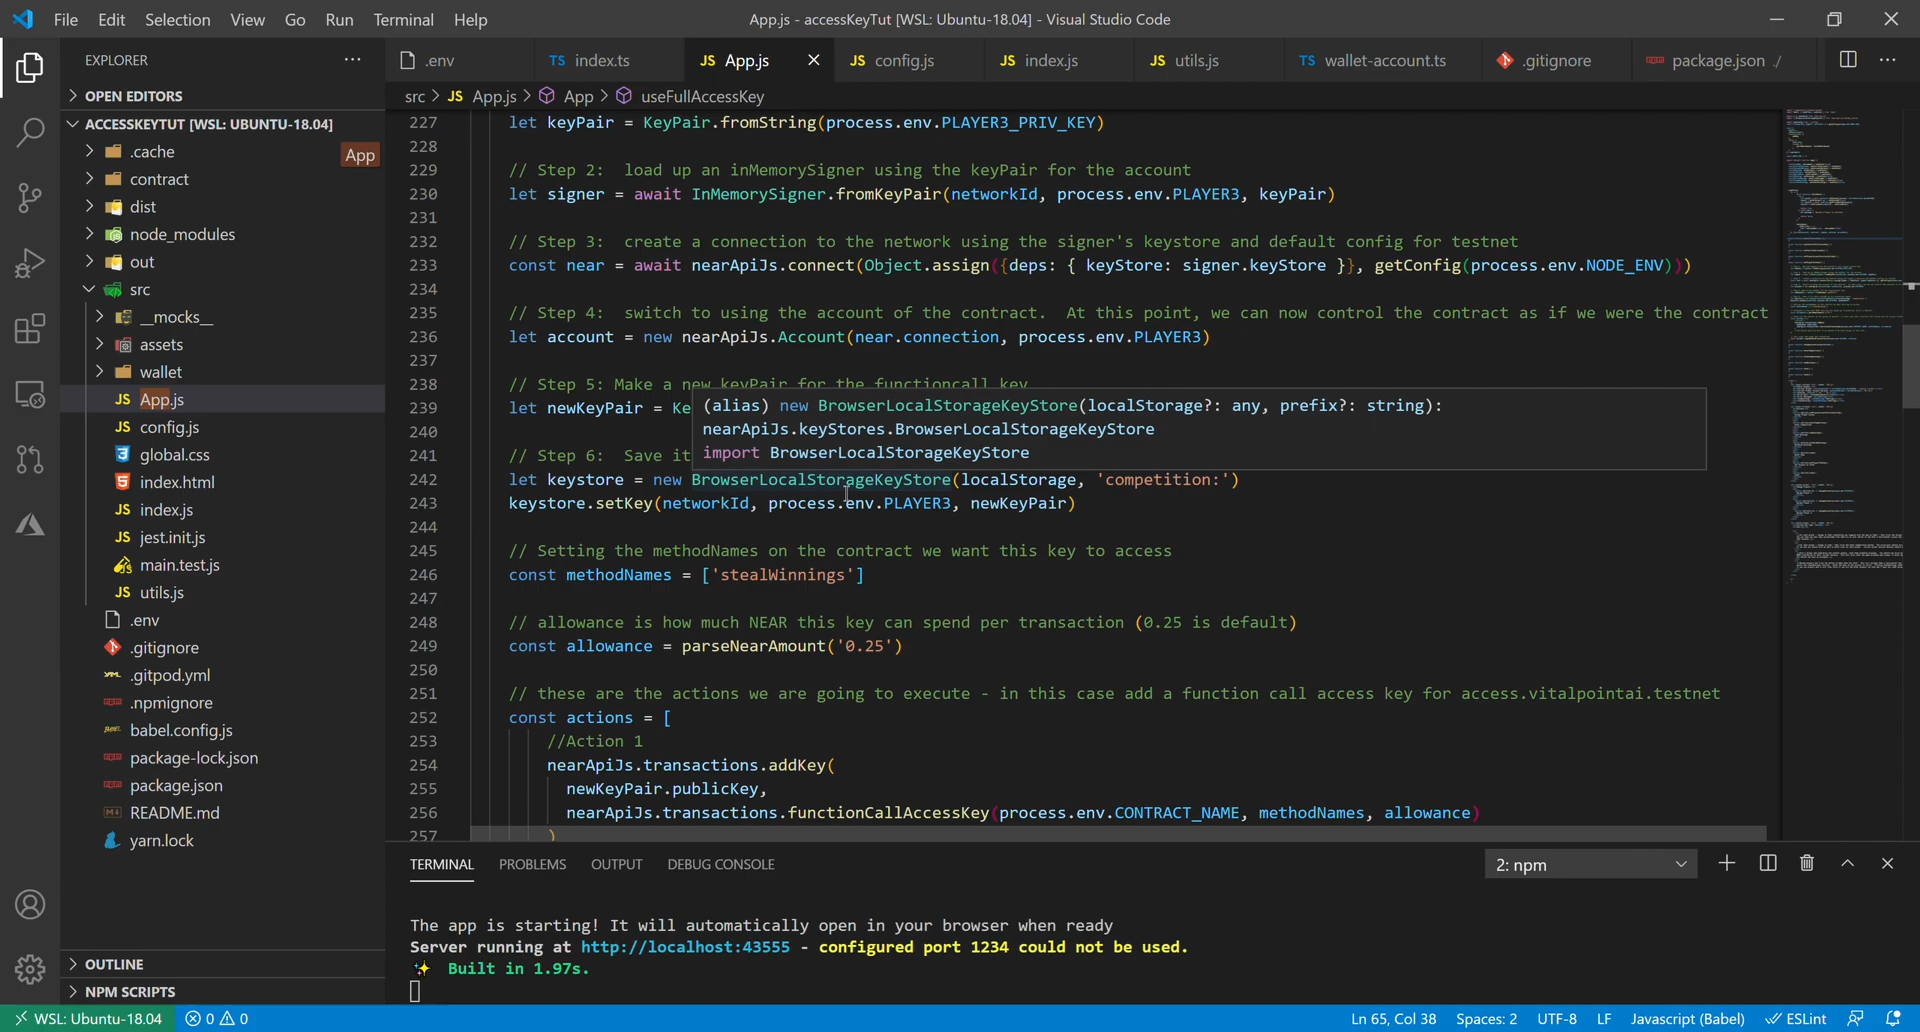 File Edit Selection View Go Run Terminal Help
App.js - accessKeyTut [WSL: Ubuntu-18.04] - Visual Studio Code
EXPLORER
.env
TS index.ts
JS App.js
JS config.js
JS index.js
JS utils.js
TS wallet-account.ts
.gitignore
package.json ./
OPEN EDITORS
ACCESSKEYTUT [WSL: UBUNTU-18.04]
.cache
App
contract
dist
node_modules
out
src
__mocks__
assets
wallet
JS App.js
JS config.js
global.css
index.html
JS index.js
JS jest.init.js
main.test.js
JS utils.js
.env
.gitignore
.gitpod.yml
.npmignore
babel.config.js
package-lock.json
package.json
README.md
yarn.lock
OUTLINE
NPM SCRIPTS
src > JS App.js > App > useFullAccessKey
227 let keyPair = KeyPair.fromString(process.env.PLAYER3_PRIV_KEY)
228
229 // Step 2:  load up an inMemorySigner using the keyPair for the account
230 let signer = await InMemorySigner.fromKeyPair(networkId, process.env.PLAYER3, keyPair)
231
232 // Step 3:  create a connection to the network using the signer's keystore and default config for testnet
233 const near = await nearApiJs.connect(Object.assign({deps: { keyStore: signer.keyStore }}, getConfig(process.env.NODE_ENV)))
234
235 // Step 4:  switch to using the account of the contract.  At this point, we can now control the contract as if we were the contract
236 let account = new nearApiJs.Account(near.connection, process.env.PLAYER3)
237
238 // Step 5: Make a new keyPair for the functioncall key
239 let newKeyPair = Ke
(alias) new BrowserLocalStorageKeyStore(localStorage?: any, prefix?: string):
nearApiJs.keyStores.BrowserLocalStorageKeyStore
import BrowserLocalStorageKeyStore
240
241 // Step 6:  Save it
242 let keystore = new BrowserLocalStorageKeyStore(localStorage, 'competition:')
243 keystore.setKey(networkId, process.env.PLAYER3, newKeyPair)
244
245 // Setting the methodNames on the contract we want this key to access
246 const methodNames = ['stealWinnings']
247
248 // allowance is how much NEAR this key can spend per transaction (0.25 is default)
249 const allowance = parseNearAmount('0.25')
250
251 // these are the actions we are going to execute - in this case add a function call access key for access.vitalpointai.testnet
252 const actions = [
253 //Action 1
254 nearApiJs.transactions.addKey(
255 newKeyPair.publicKey,
256 nearApiJs.transactions.functionCallAccessKey(process.env.CONTRACT_NAME, methodNames, allowance)
257 )
TERMINAL PROBLEMS OUTPUT DEBUG CONSOLE
2: npm
The app is starting! It will automatically open in your browser when ready
Server running at http://localhost:43555 - configured port 1234 could not be used.
Built in 1.97s.
WSL: Ubuntu-18.04
0 0
Ln 65, Col 38 Spaces: 2 UTF-8 LF Javascript (Babel) ESLint